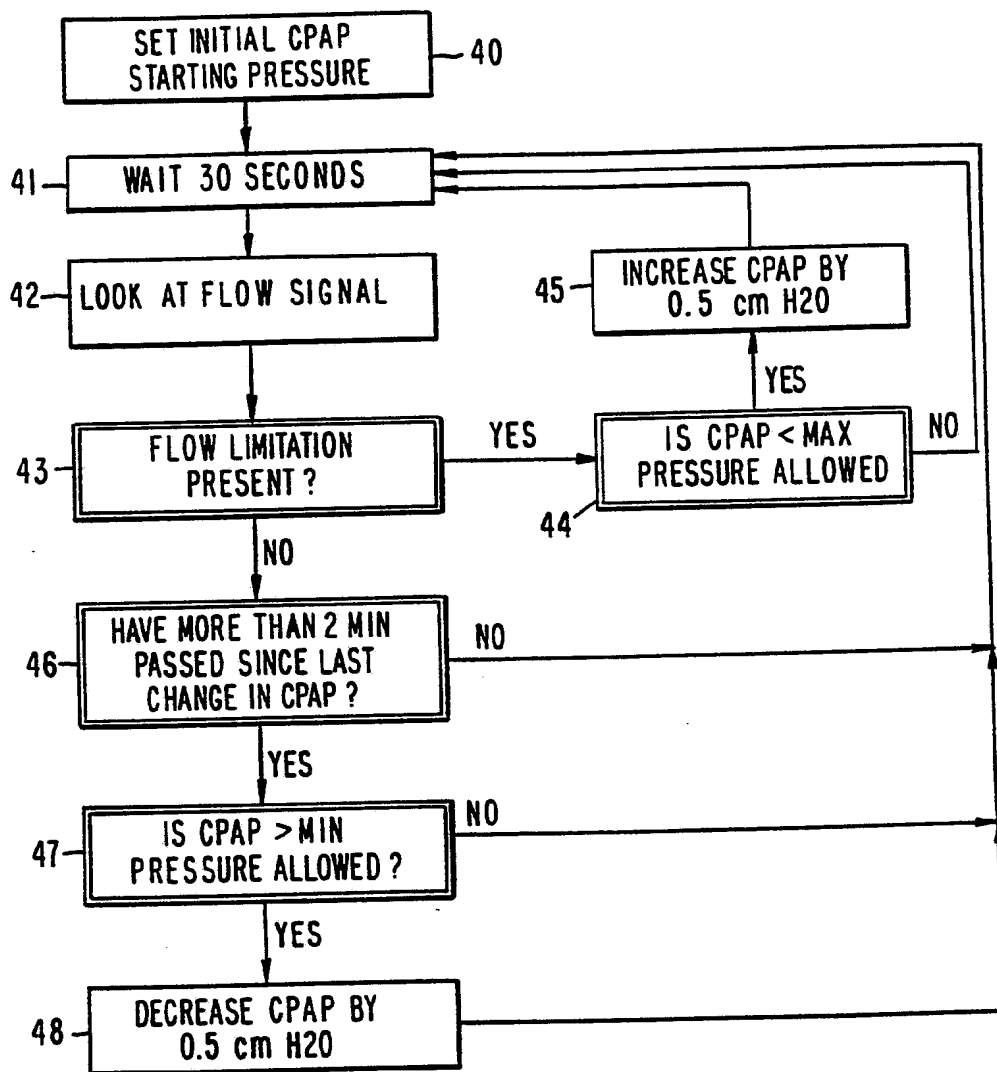 SET INITIAL CPAP
STARTING PRESSURE
40
41
WAIT 30 SECONDS
42
LOOK AT FLOW SIGNAL
45
INCREASE CPAP BY
0.5 cm H20
YES
43
FLOW LIMITATION
PRESENT ?
YES
IS CPAP < MAX
PRESSURE ALLOWED
NO
44
NO
46
HAVE MORE THAN 2 MIN
PASSED SINCE LAST
CHANGE IN CPAP ?
NO
YES
47
IS CPAP > MIN
PRESSURE ALLOWED ?
NO
YES
48
DECREASE CPAP BY
0.5 cm H20